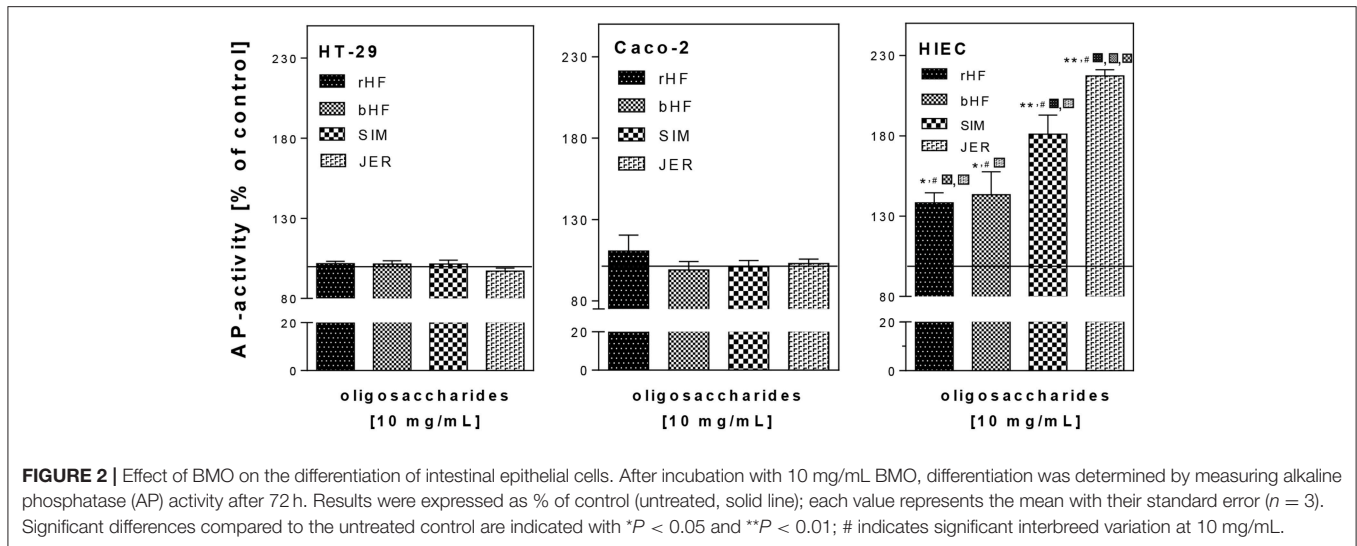 AP-activity [% of control]
HT-29
rHF
bHF
SIM
JER
230
180
130
80
20
0
oligosaccharides
[10 mg/mL]
Caco-2
rHF
bHF
SIM
JER
230
180
130
80
20
0
oligosaccharides
[10 mg/mL]
HIEC
rHF
bHF
SIM
JER
*,#
,
*,#
**,#
,
**,#
, ,
230
180
130
80
20
0
oligosaccharides
[10 mg/mL]
FIGURE 2 | Effect of BMO on the differentiation of intestinal epithelial cells. After incubation with 10 mg/mL BMO, differentiation was determined by measuring alkaline
phosphatase (AP) activity after 72 h. Results were expressed as % of control (untreated, solid line); each value represents the mean with their standard error (n = 3).
Significant differences compared to the untreated control are indicated with *P < 0.05 and **P < 0.01; # indicates significant interbreed variation at 10 mg/mL.